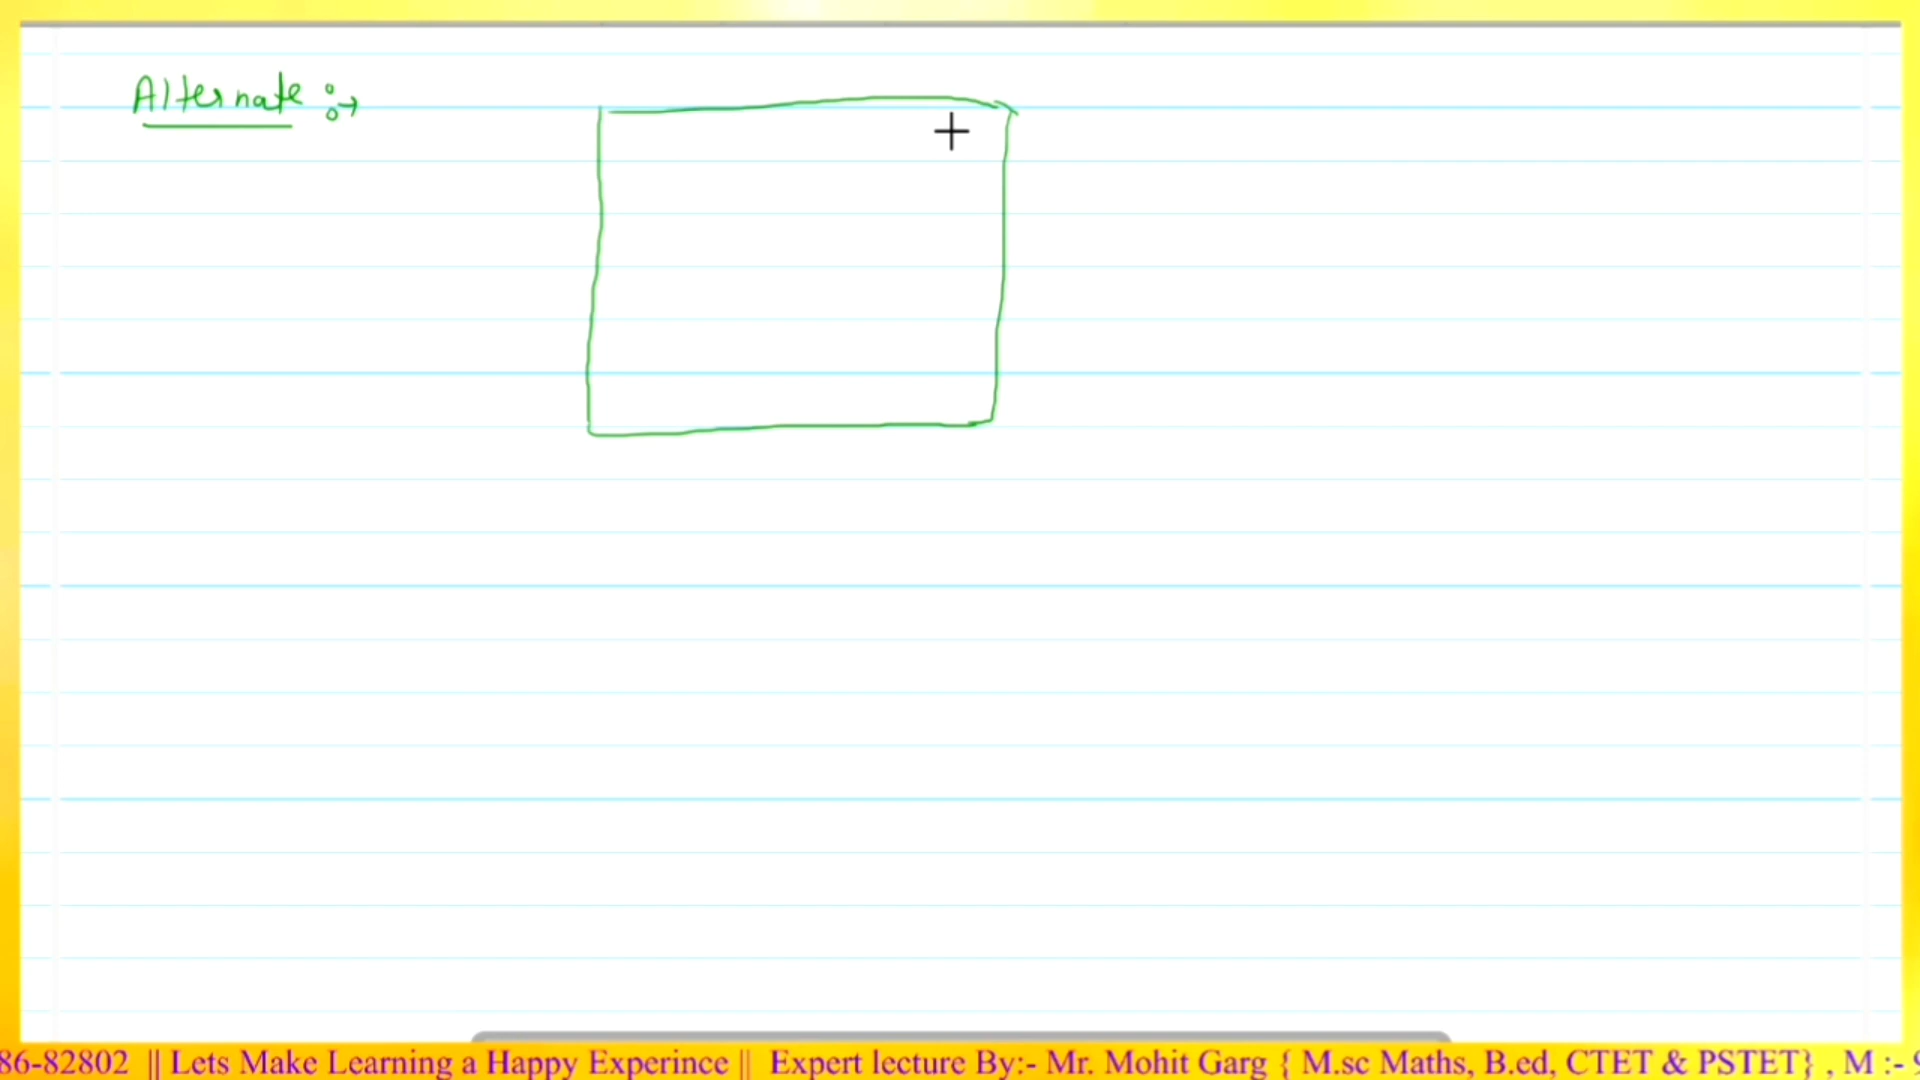 Alternate :→
86-82802 || Lets Make Learning a Happy Experince || Expert lecture By:- Mr. Mohit Garg { M.sc Maths, B.ed, CTET & PSTET} , M :- 9